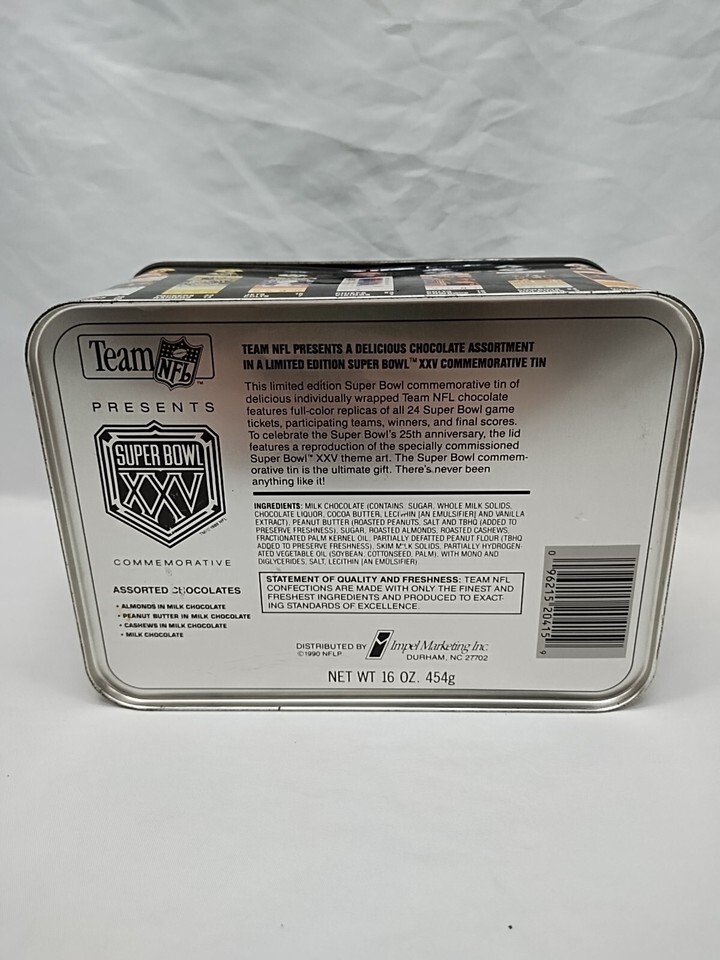 Team NFL™
PRESENTS
SUPER BOWL
XXV
COMMEMORATIVE
ASSORTED CHOCOLATES
• ALMONDS IN MILK CHOCOLATE
• PEANUT BUTTER IN MILK CHOCOLATE
• CASHEWS IN MILK CHOCOLATE
• MILK CHOCOLATE
TEAM NFL PRESENTS A DELICIOUS CHOCOLATE ASSORTMENT
IN A LIMITED EDITION SUPER BOWL™ XXV COMMEMORATIVE TIN
This limited edition Super Bowl commemorative tin of
delicious individually wrapped Team NFL chocolate
features full-color replicas of all 24 Super Bowl game
tickets, participating teams, winners, and final scores.
To celebrate the Super Bowl's 25th anniversary, the lid
features a reproduction of the specially commissioned
Super Bowl™ XXV theme art. The Super Bowl commem-
orative tin is the ultimate gift. There's never been
anything like it!
INGREDIENTS: MILK CHOCOLATE (CONTAINS SUGAR, WHOLE MILK SOLIDS,
CHOCOLATE LIQUOR, COCOA BUTTER, LECITHIN [AN EMULSIFIER] AND VANILLA
EXTRACT), PEANUT BUTTER (ROASTED PEANUTS, SALT AND TBHQ (ADDED TO
PRESERVE FRESHNESS), SUGAR, ROASTED ALMONDS, ROASTED CASHEWS,
FRACTIONATED PALM KERNEL OIL, PARTIALLY DEFATTED PEANUT FLOUR (TBHQ
ADDED TO PRESERVE FRESHNESS), SKIM MILK SOLIDS, PARTIALLY HYDROGEN-
ATED VEGETABLE OIL (SOYBEAN, COTTONSEED, PALM), WITH MONO AND
DIGLYCERIDES, SALT, LECITHIN [AN EMULSIFIER].
STATEMENT OF QUALITY AND FRESHNESS: TEAM NFL
CONFECTIONS ARE MADE WITH ONLY THE FINEST AND
FRESHEST INGREDIENTS AND PRODUCED TO EXACT-
ING STANDARDS OF EXCELLENCE.
DISTRIBUTED BY Impel Marketing Inc.
©1990 NFLP DURHAM, NC 27702
NET WT 16 OZ. 454g
0 96215 20415 9